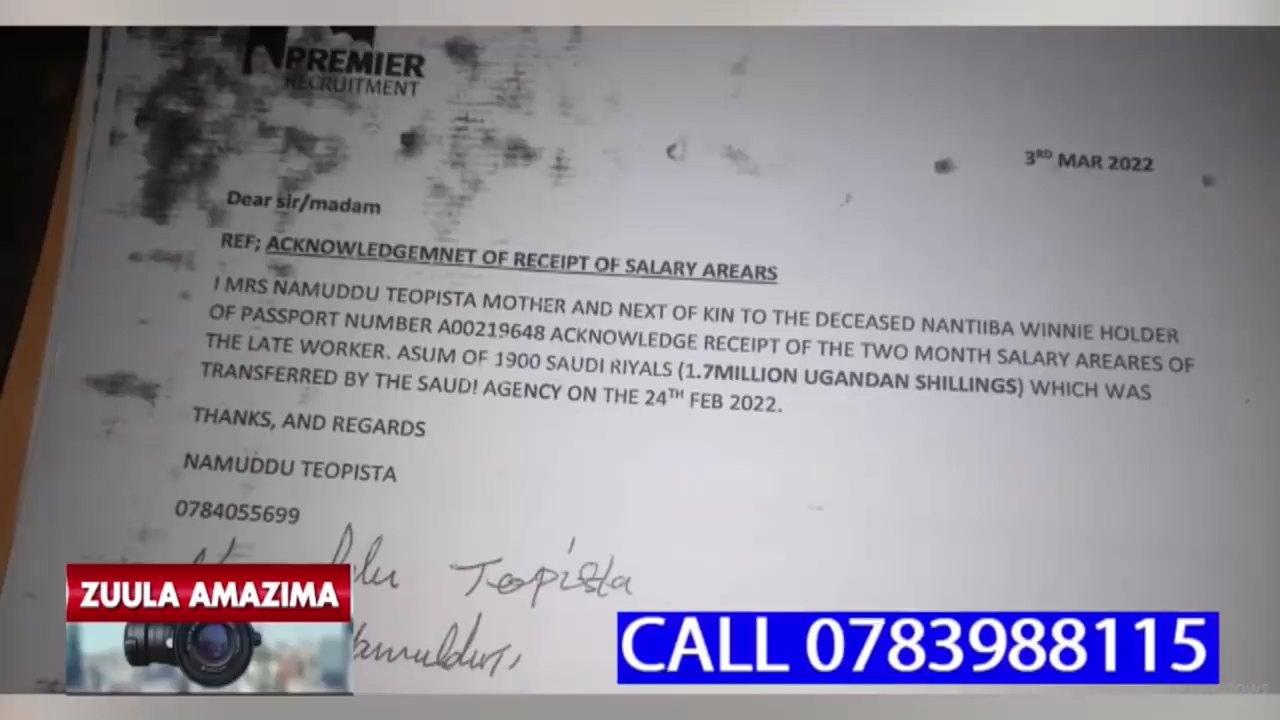 PREMIER
RECRUITMENT
3RD MAR 2022
Dear sir/madam
REF; ACKNOWLEDGEMNET OF RECEIPT OF SALARY AREARS
I MRS NAMUDDU TEOPISTA MOTHER AND NEXT OF KIN TO THE DECEASED NANTIIBA WINNIE HOLDER
OF PASSPORT NUMBER A00219648 ACKNOWLEDGE RECEIPT OF THE TWO MONTH SALARY AREARES OF
THE LATE WORKER. ASUM OF 1900 SAUDI RIYALS (1.7MILLION UGANDAN SHILLINGS) WHICH WAS
TRANSFERRED BY THE SAUD! AGENCY ON THE 24TH FEB 2022.
THANKS, AND REGARDS
NAMUDDU TEOPISTA
0784055699
Teopista
ZUULA AMAZIMA
CALL 0783988115